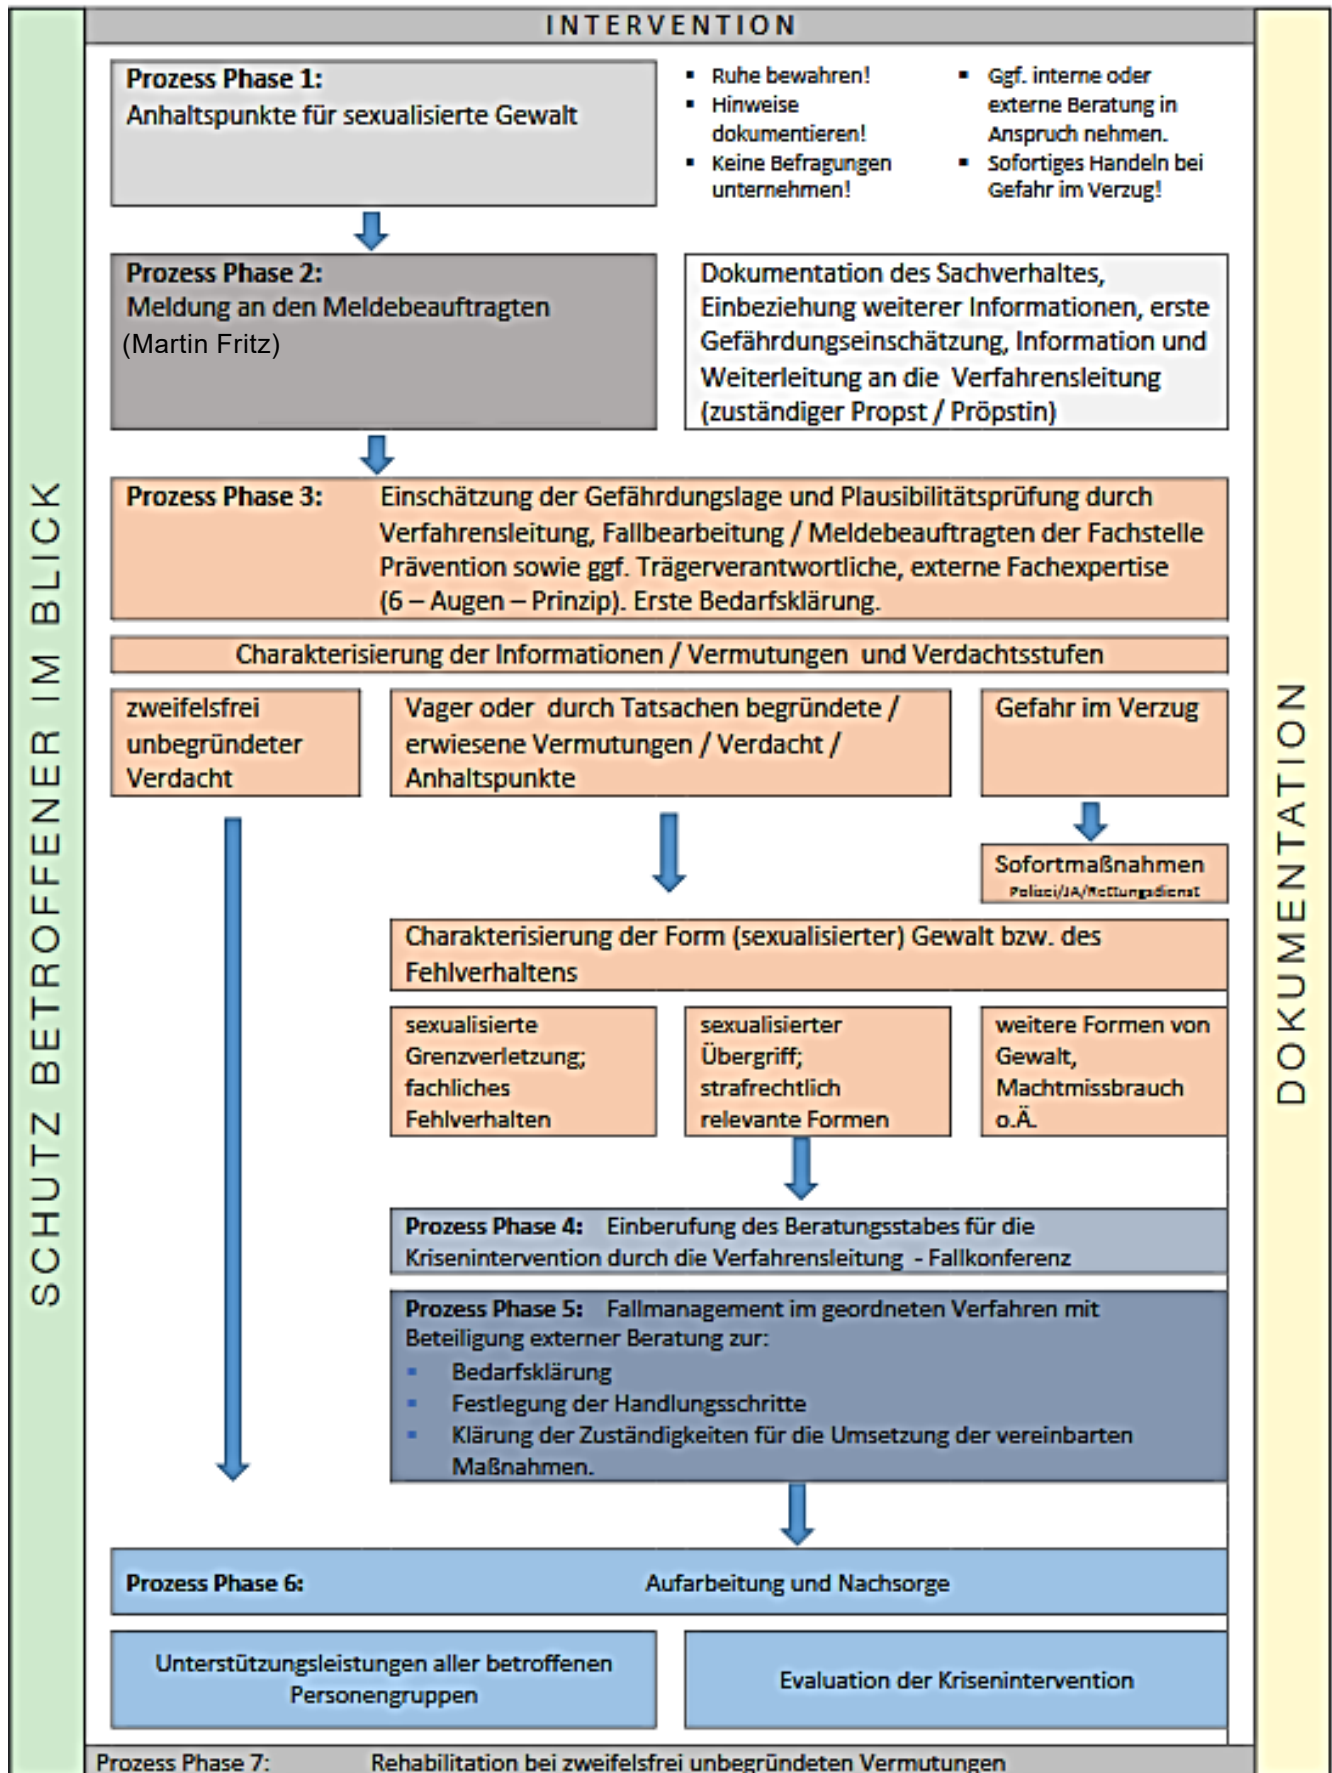 INTERVENTION
Prozess Phase 1:
Anhaltspunkte für sexualisierte Gewalt
▪ Ruhe bewahren!
▪ Hinweise
dokumentieren!
▪ Keine Befragungen
unternehmen!
▪ Ggf. interne oder
externe Beratung in
Anspruch nehmen.
▪ Sofortiges Handeln bei
Gefahr im Verzug!
Prozess Phase 2:
Meldung an den Meldebeauftragten
(Martin Fritz)
Dokumentation des Sachverhaltes,
Einbeziehung weiterer Informationen, erste
Gefährdungseinschätzung, Information und
Weiterleitung an die Verfahrensleitung
(zuständiger Propst / Pröpstin)
Prozess Phase 3: Einschätzung der Gefährdungslage und Plausibilitätsprüfung durch
Verfahrensleitung, Fallbearbeitung / Meldebeauftragten der Fachstelle
Prävention sowie ggf. Trägerverantwortliche, externe Fachexpertise
(6 – Augen – Prinzip). Erste Bedarfsklärung.
Charakterisierung der Informationen / Vermutungen und Verdachtsstufen
zweifelsfrei
unbegründeter
Verdacht
Vager oder durch Tatsachen begründete /
erwiesene Vermutungen / Verdacht /
Anhaltspunkte
Gefahr im Verzug
Sofortmaßnahmen
Polizei/JA/Rettungsdienst
Charakterisierung der Form (sexualisierter) Gewalt bzw. des
Fehlverhaltens
sexualisierte
Grenzverletzung;
fachliches
Fehlverhalten
sexualisierter
Übergriff;
strafrechtlich
relevante Formen
weitere Formen von
Gewalt,
Machtmissbrauch
o.Ä.
Prozess Phase 4: Einberufung des Beratungsstabes für die
Krisenintervention durch die Verfahrensleitung - Fallkonferenz
Prozess Phase 5: Fallmanagement im geordneten Verfahren mit
Beteiligung externer Beratung zur:
▪ Bedarfsklärung
▪ Festlegung der Handlungsschritte
▪ Klärung der Zuständigkeiten für die Umsetzung der vereinbarten
Maßnahmen.
Prozess Phase 6: Aufarbeitung und Nachsorge
Unterstützungsleistungen aller betroffenen
Personengruppen
Evaluation der Krisenintervention
Prozess Phase 7: Rehabilitation bei zweifelsfrei unbegründeten Vermutungen
SCHUTZ BETROFFENER IM BLICK
DOKUMENTATION